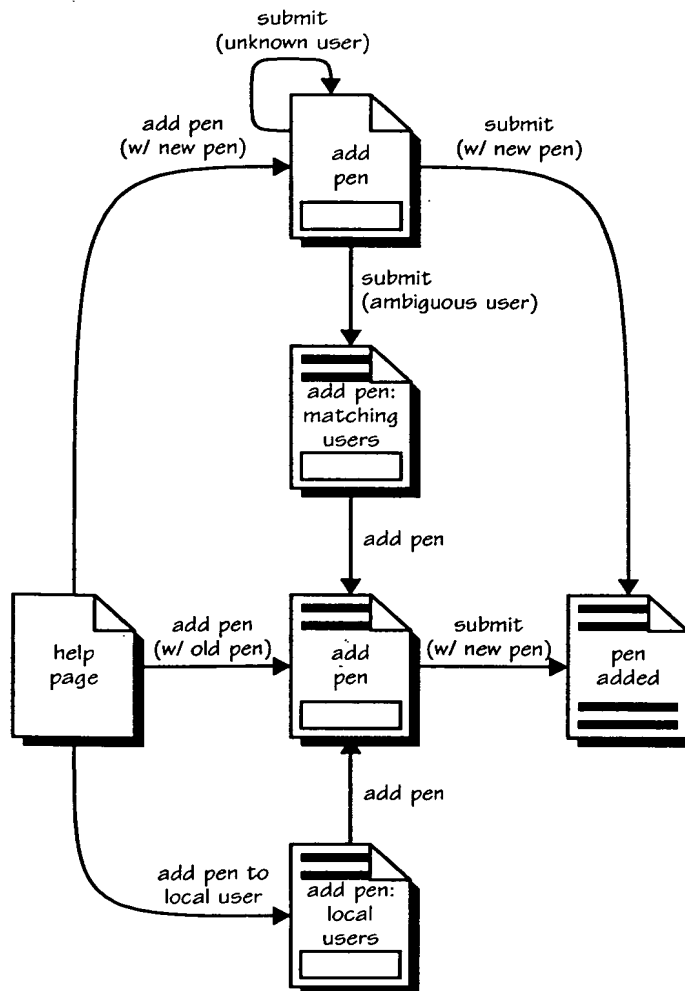 submit
(unknown user)
add pen
(w/ new pen)
add
pen
submit
(w/ new pen)
submit
(ambiguous user)
add pen:
matching
users
add pen
help
page
add pen
(w/ old pen)
add
pen
submit
(w/ new pen)
pen
added
add pen
add pen to
local user
add pen:
local
users